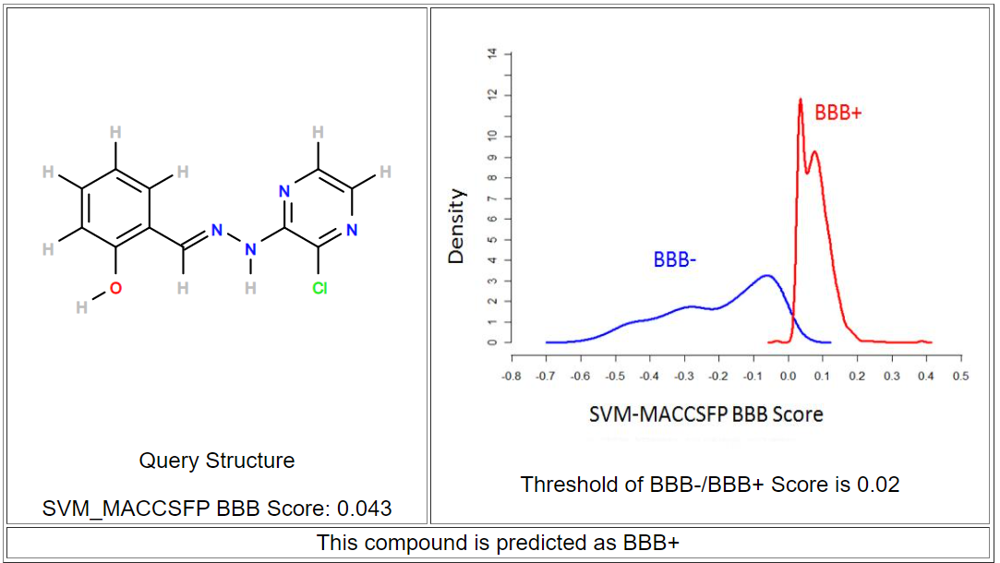 H
H
H
H
H
O
H
N
N
H
N
N
H
H
Cl
Query Structure
SVM_MACCSFP BBB Score: 0.043
Density
0
1
2
3
4
5
6
7
8
9
10
12
14
BBB-
BBB+
-0.8 -0.7 -0.6 -0.5 -0.4 -0.3 -0.2 -0.1 0.0 0.1 0.2 0.3 0.4 0.5
SVM-MACCSFP BBB Score
Threshold of BBB-/BBB+ Score is 0.02
This compound is predicted as BBB+